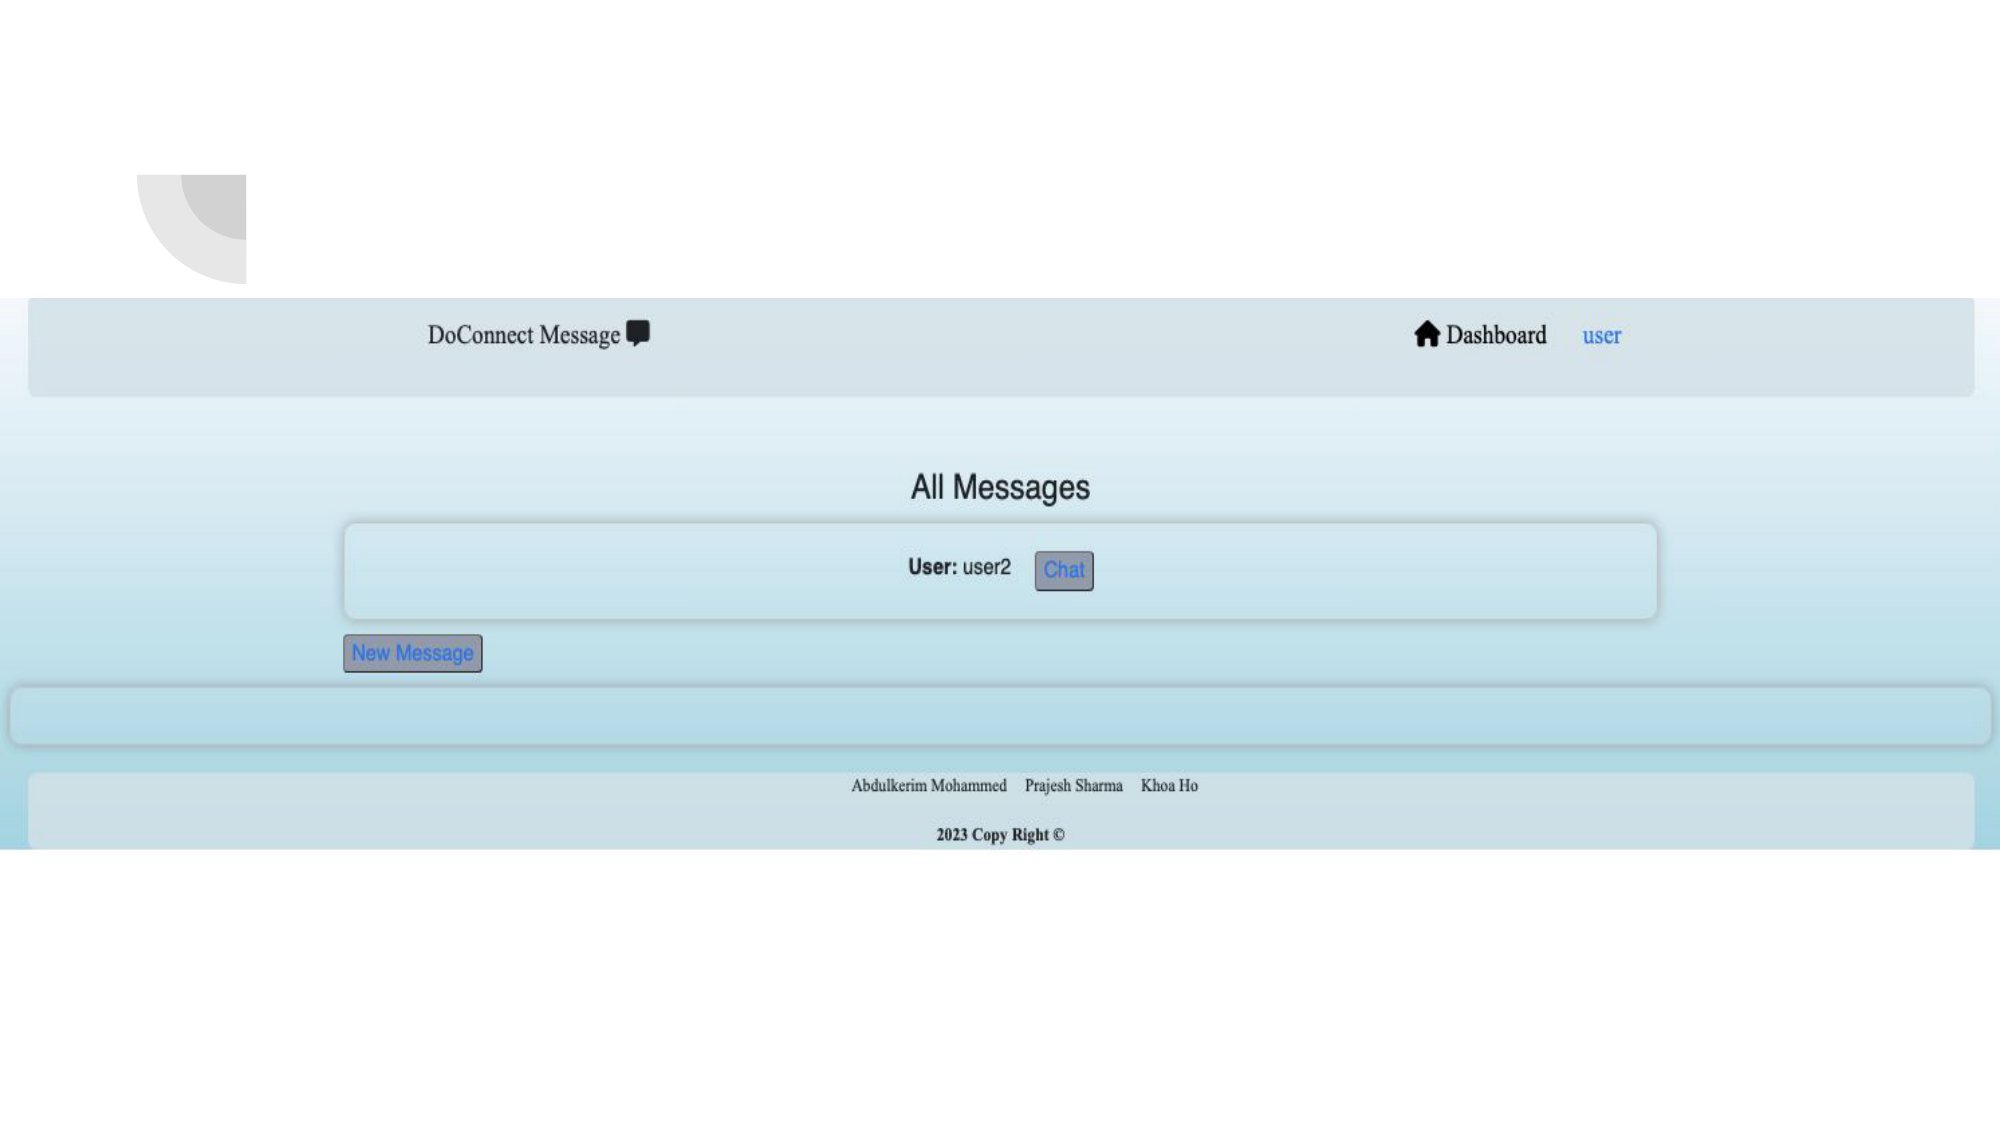 DoConnect Message Dashboard user
All Messages
User: user2 Chat
New Message
Abdulkerim Mohammed Prajesh Sharma Khoa Ho
2023 Copy Right ©